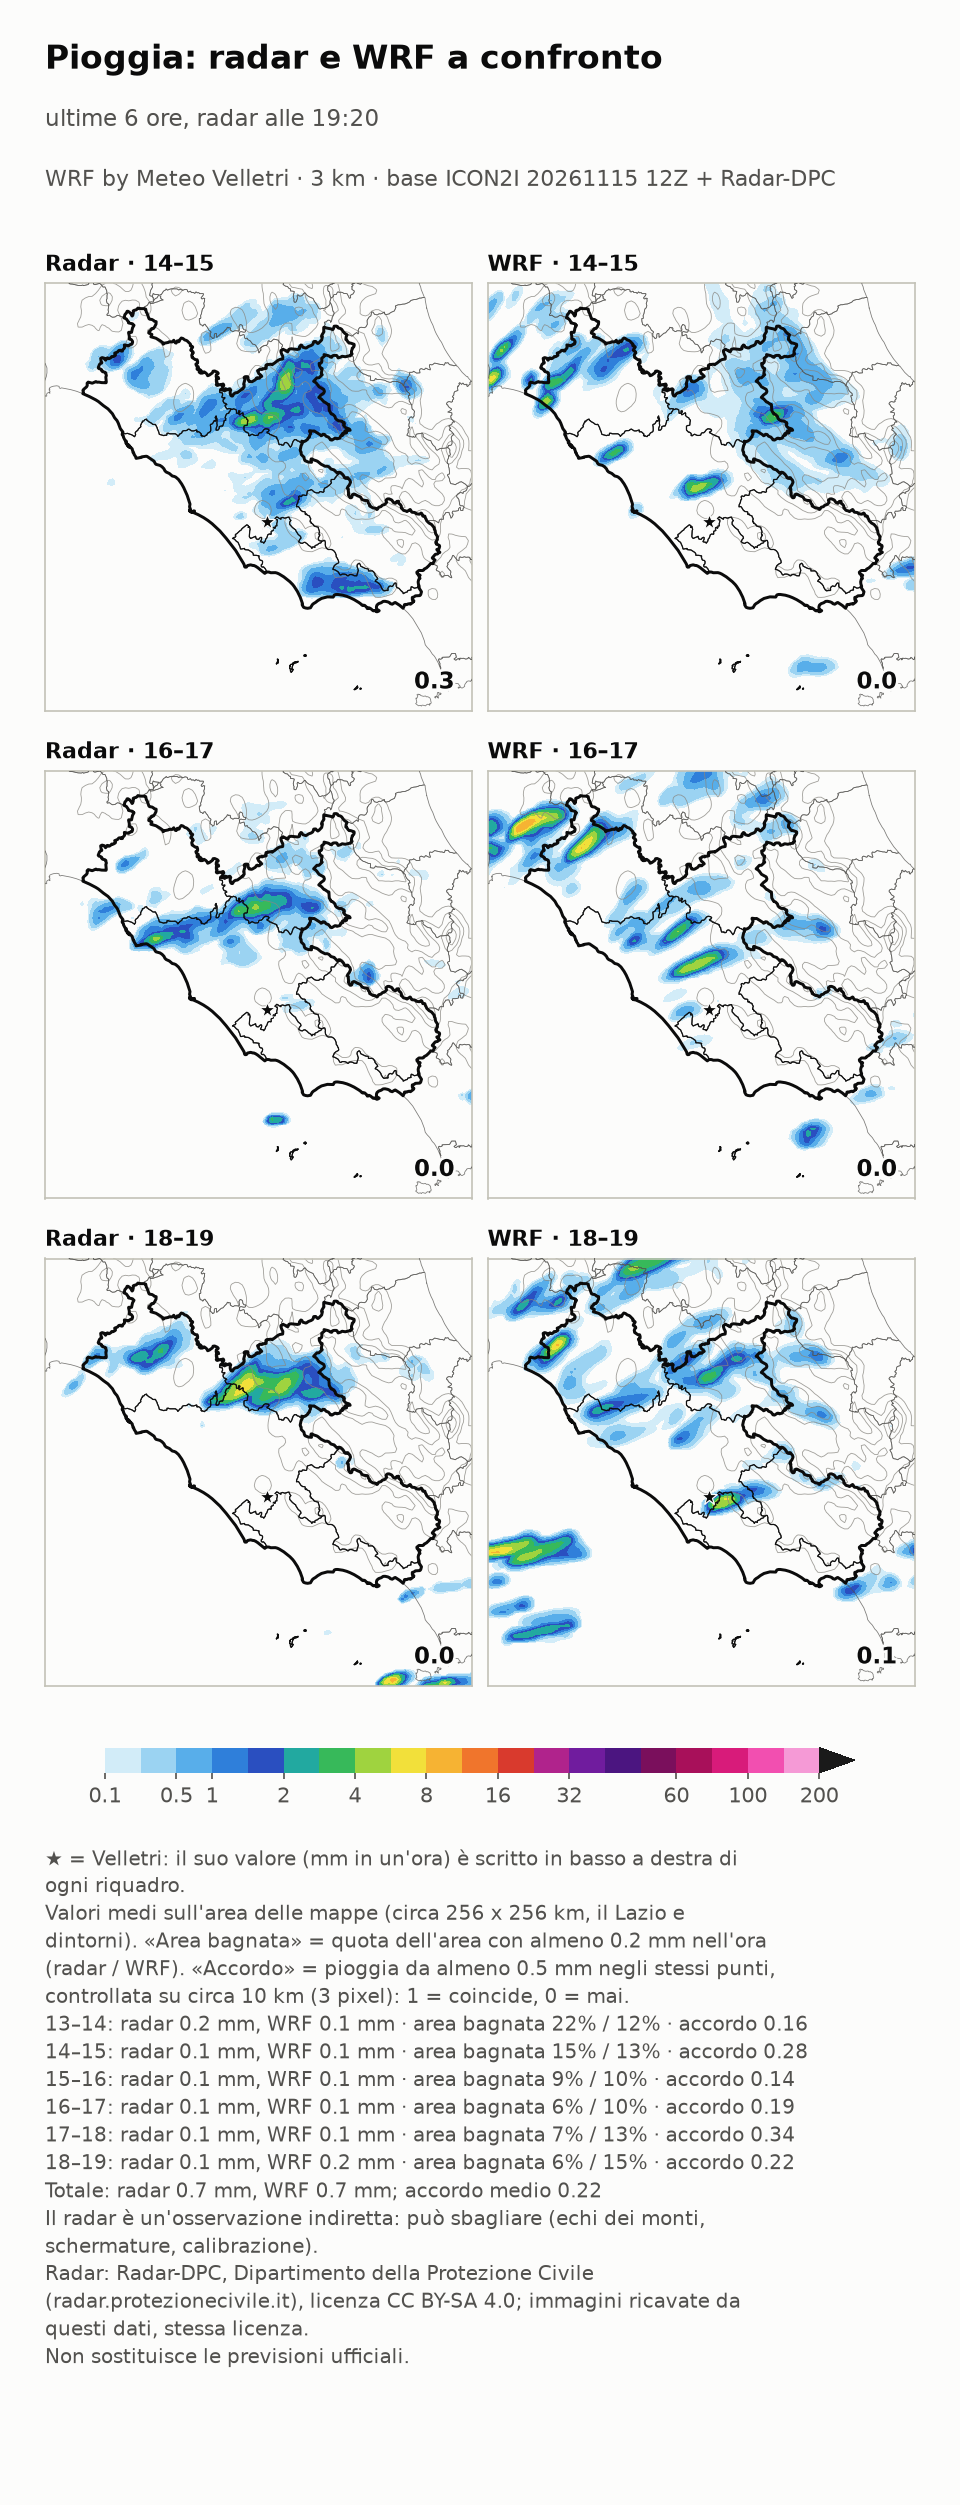 Pioggia: radar e WRF a confronto
ultime 6 ore, radar alle 19:20
WRF by Meteo Velletri · 3 km · base ICON2I 20261115 12Z + Radar-DPC
Radar · 14–15
WRF · 14–15
0.3
0.0
Radar · 16–17
WRF · 16–17
0.0
0.0
Radar · 18–19
WRF · 18–19
0.0
0.1
0.1 0.5 1 2 4 8 16 32 60 100 200
★ = Velletri: il suo valore (mm in un'ora) è scritto in basso a destra di
ogni riquadro.
Valori medi sull'area delle mappe (circa 256 x 256 km, il Lazio e
dintorni). «Area bagnata» = quota dell'area con almeno 0.2 mm nell'ora
(radar / WRF). «Accordo» = pioggia da almeno 0.5 mm negli stessi punti,
controllata su circa 10 km (3 pixel): 1 = coincide, 0 = mai.
13–14: radar 0.2 mm, WRF 0.1 mm · area bagnata 22% / 12% · accordo 0.16
14–15: radar 0.1 mm, WRF 0.1 mm · area bagnata 15% / 13% · accordo 0.28
15–16: radar 0.1 mm, WRF 0.1 mm · area bagnata 9% / 10% · accordo 0.14
16–17: radar 0.1 mm, WRF 0.1 mm · area bagnata 6% / 10% · accordo 0.19
17–18: radar 0.1 mm, WRF 0.1 mm · area bagnata 7% / 13% · accordo 0.34
18–19: radar 0.1 mm, WRF 0.2 mm · area bagnata 6% / 15% · accordo 0.22
Totale: radar 0.7 mm, WRF 0.7 mm; accordo medio 0.22
Il radar è un'osservazione indiretta: può sbagliare (echi dei monti,
schermature, calibrazione).
Radar: Radar-DPC, Dipartimento della Protezione Civile
(radar.protezionecivile.it), licenza CC BY-SA 4.0; immagini ricavate da
questi dati, stessa licenza.
Non sostituisce le previsioni ufficiali.